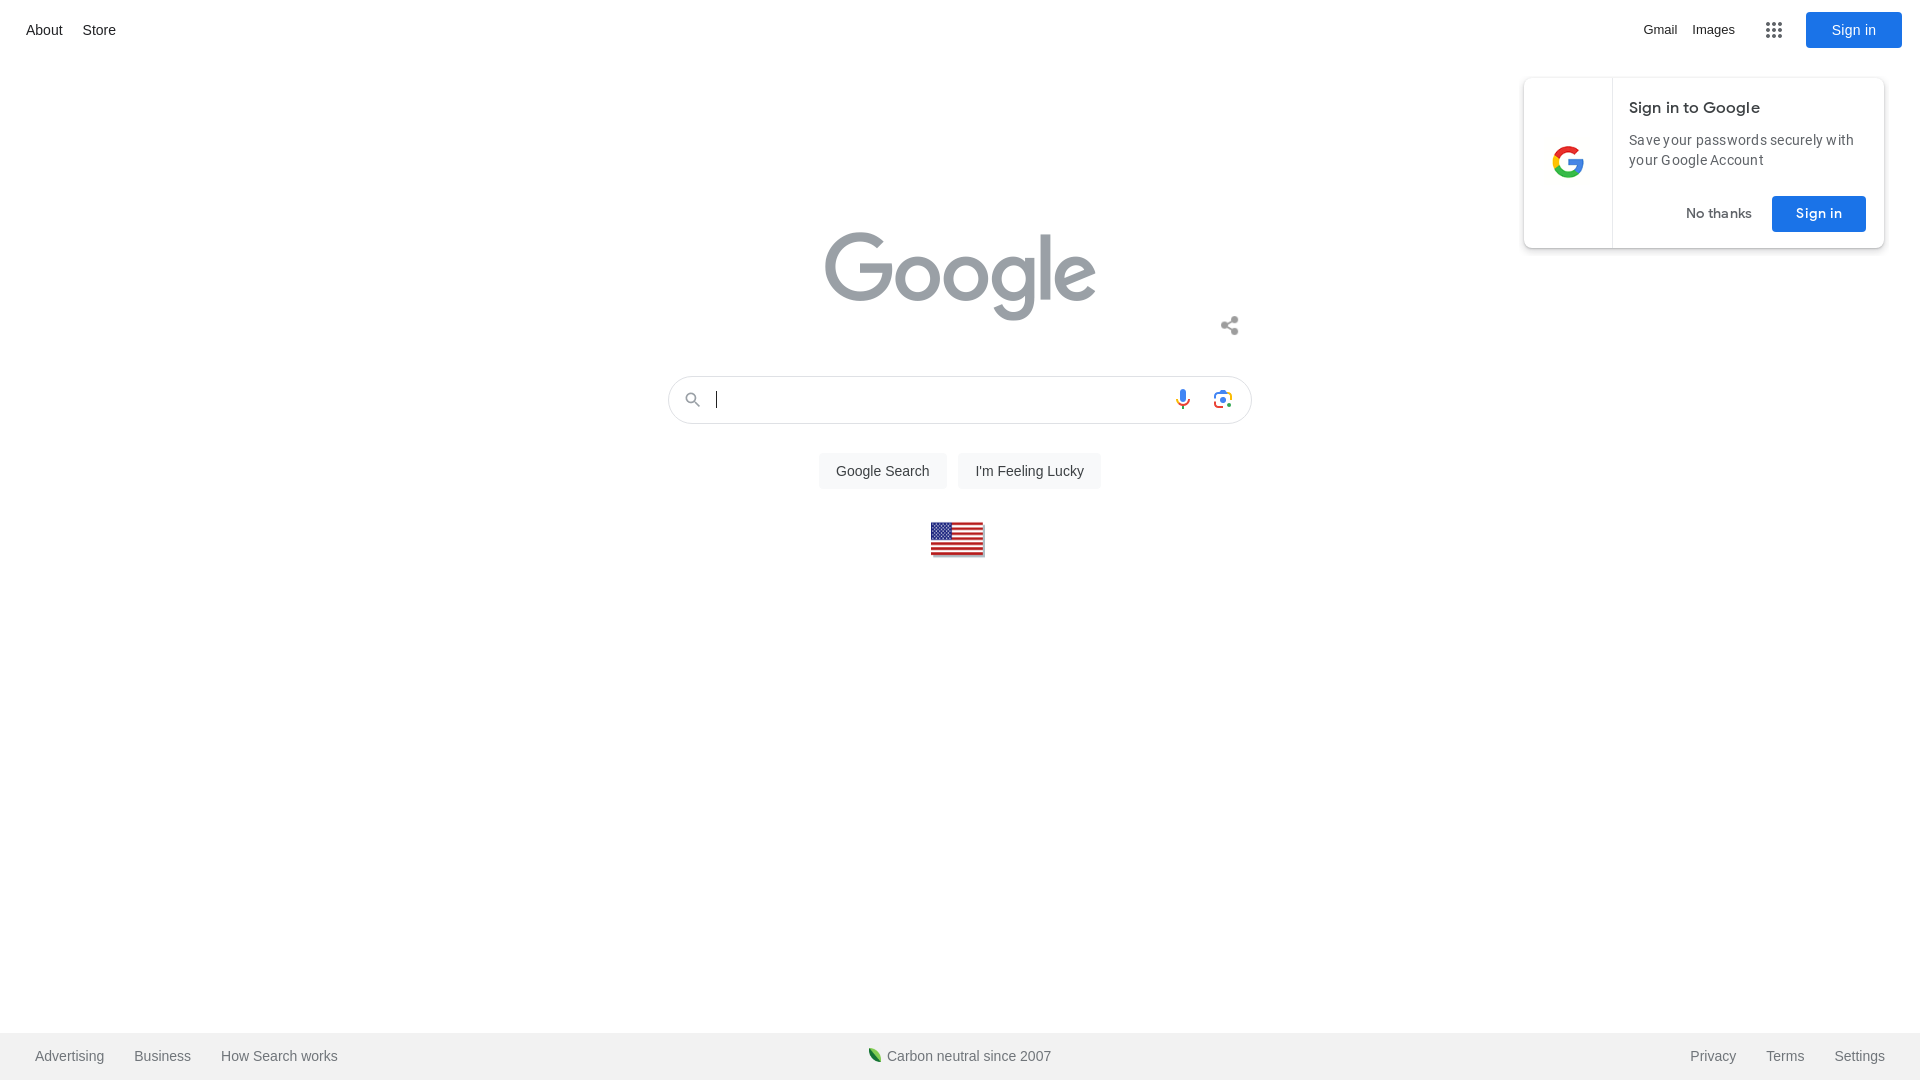 About Store
Gmail Images Sign in
Sign in to Google
Save your passwords securely with
your Google Account
No thanks Sign in
Google
Google Search I'm Feeling Lucky
Advertising Business How Search works
Carbon neutral since 2007
Privacy Terms Settings